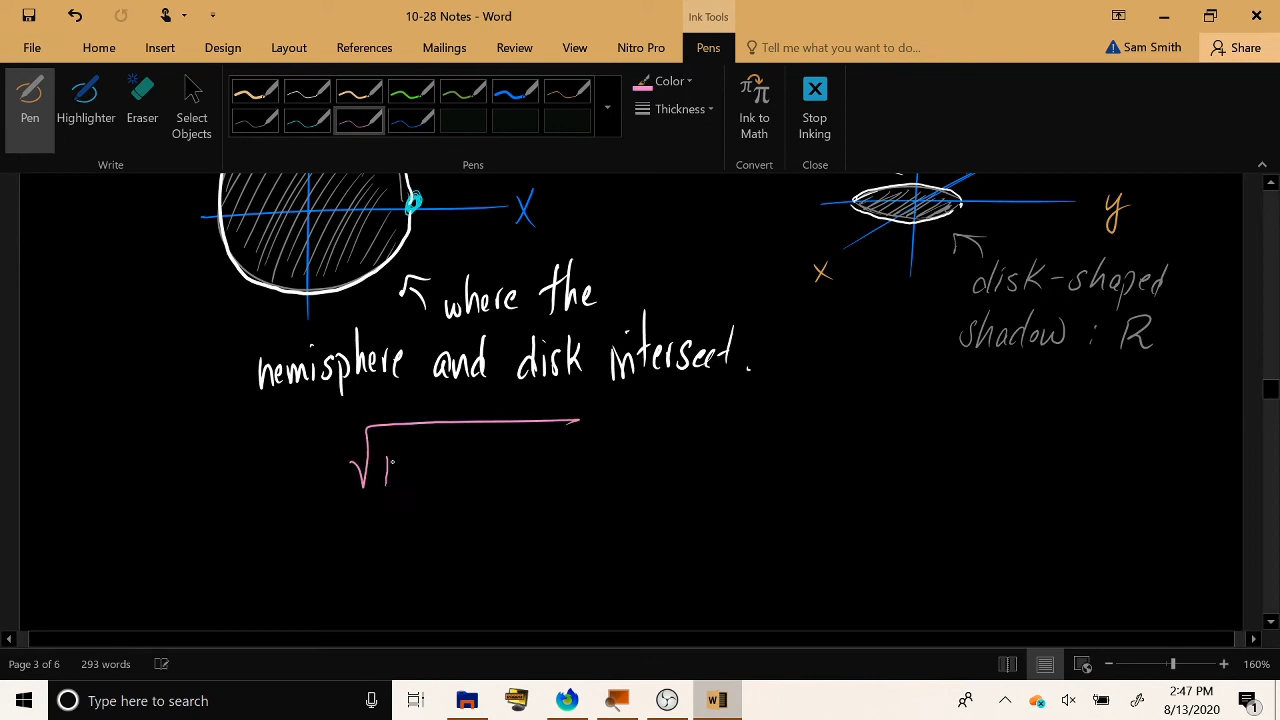 10-28 Notes - Word
Ink Tools
File Home Insert Design Layout References Mailings Review View Nitro Pro Pens Tell me what you want to do... Sam Smith Share
Pen Highlighter Eraser Select Objects
Color
Thickness
Ink to Math
Stop Inking
Write Pens Convert Close
X
y
x
where the
hemisphere and disk intersect.
disk-shaped
shadow : R
√1
Page 3 of 6 293 words 160%
Type here to search
2:47 PM
8/13/2020
1